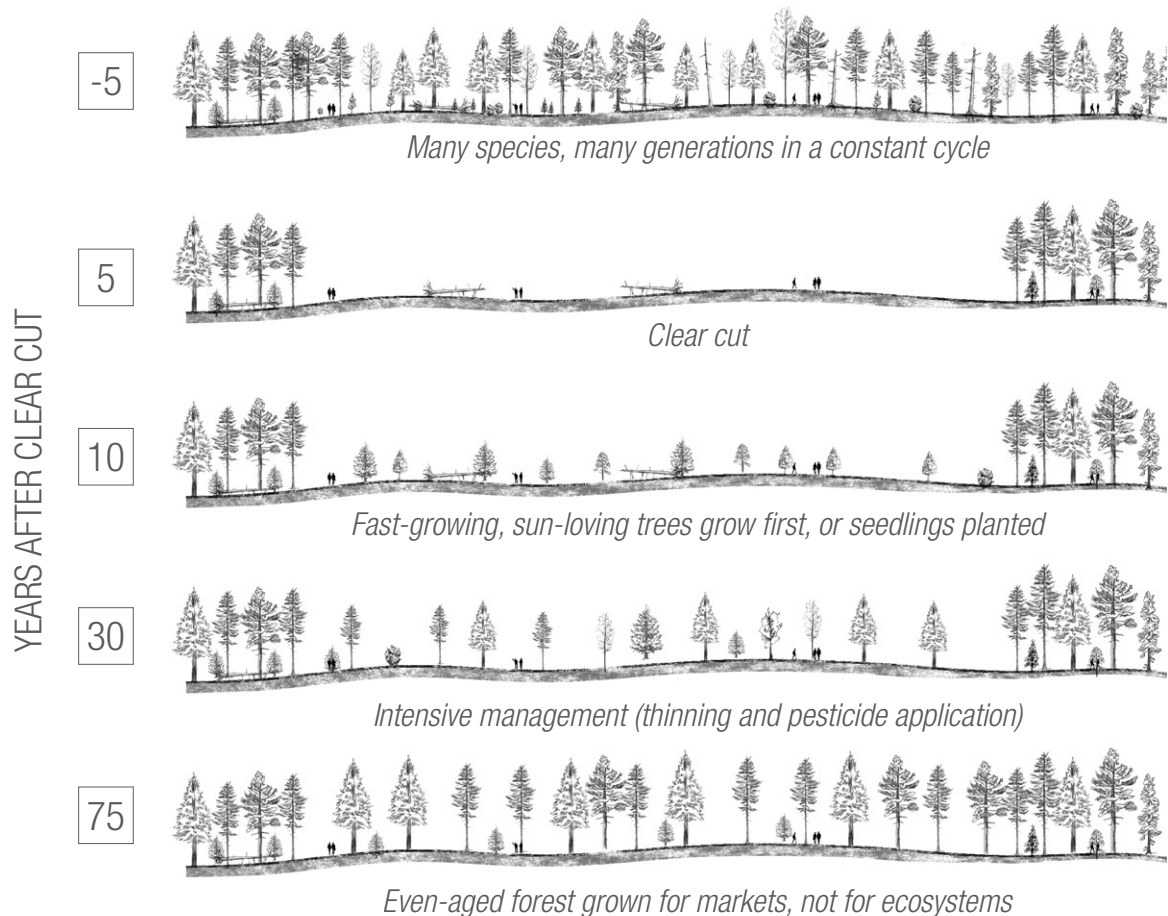 YEARS AFTER CLEAR CUT
-5
Many species, many generations in a constant cycle
5
Clear cut
10
Fast-growing, sun-loving trees grow first, or seedlings planted
30
Intensive management (thinning and pesticide application)
75
Even-aged forest grown for markets, not for ecosystems